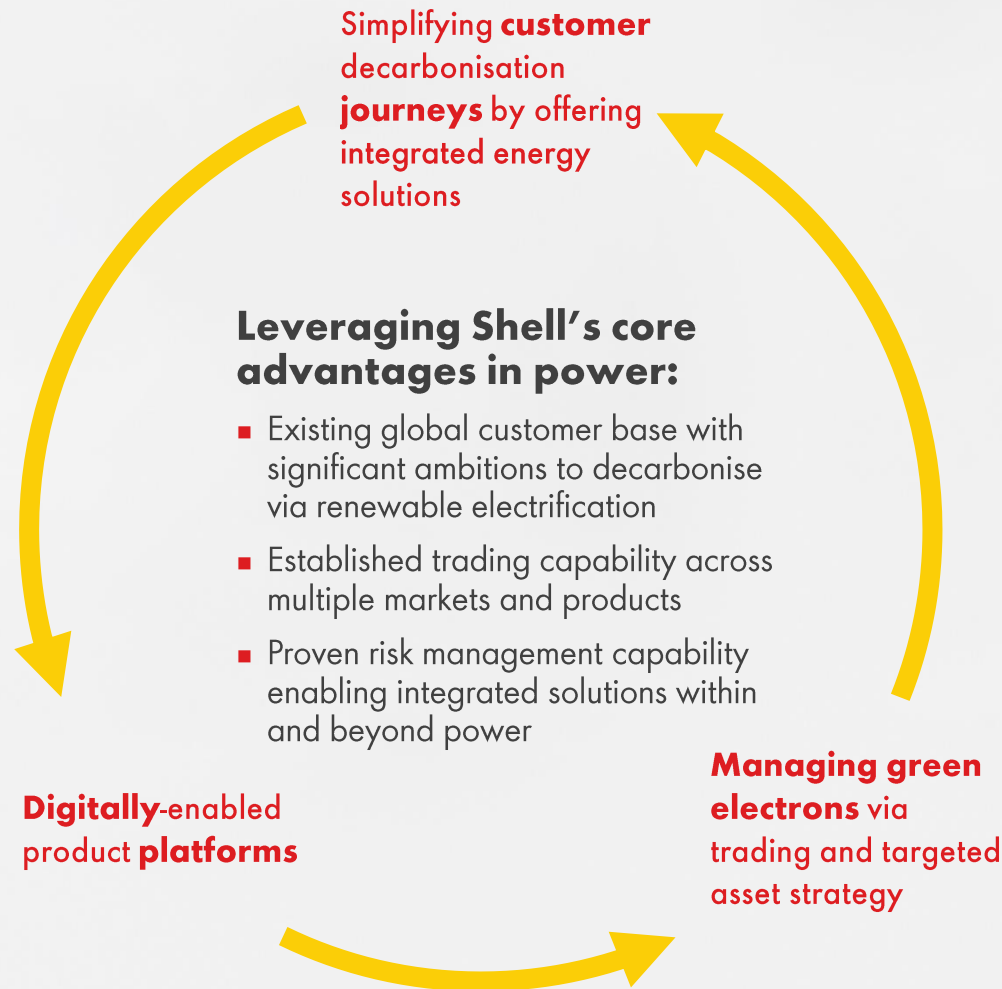 Simplifying customer
decarbonisation
journeys by offering
integrated energy
solutions
Leveraging Shell's core
advantages in power:
▪ Existing global customer base with
significant ambitions to decarbonise
via renewable electrification
▪ Established trading capability across
multiple markets and products
▪ Proven risk management capability
enabling integrated solutions within
and beyond power
Digitally-enabled
product platforms
Managing green
electrons via
trading and targeted
asset strategy